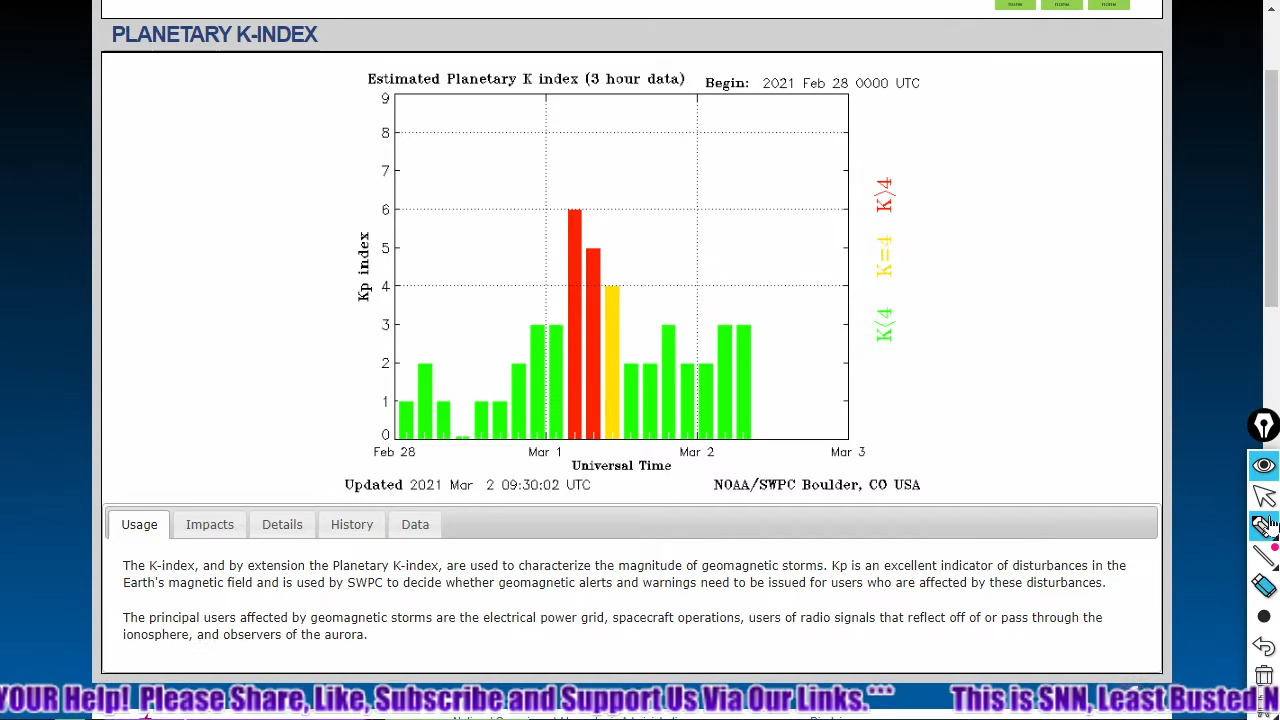 none none none
PLANETARY K-INDEX
Estimated Planetary K index (3 hour data) Begin: 2021 Feb 28 0000 UTC
9
8
7
6
5
4
3
2
1
0
Kp index
K>4
K=4
K<4
Feb 28 Mar 1 Mar 2 Mar 3
Universal Time
Updated 2021 Mar 2 09:30:02 UTC NOAA/SWPC Boulder, CO USA
Usage Impacts Details History Data
The K-index, and by extension the Planetary K-index, are used to characterize the magnitude of geomagnetic storms. Kp is an excellent indicator of disturbances in the
Earth's magnetic field and is used by SWPC to decide whether geomagnetic alerts and warnings need to be issued for users who are affected by these disturbances.
The principal users affected by geomagnetic storms are the electrical power grid, spacecraft operations, users of radio signals that reflect off of or pass through the
ionosphere, and observers of the aurora.
YOUR Help! Please Share, Like, Subscribe and Support Us Via Our Links. *** This is SNN, Least Busted N